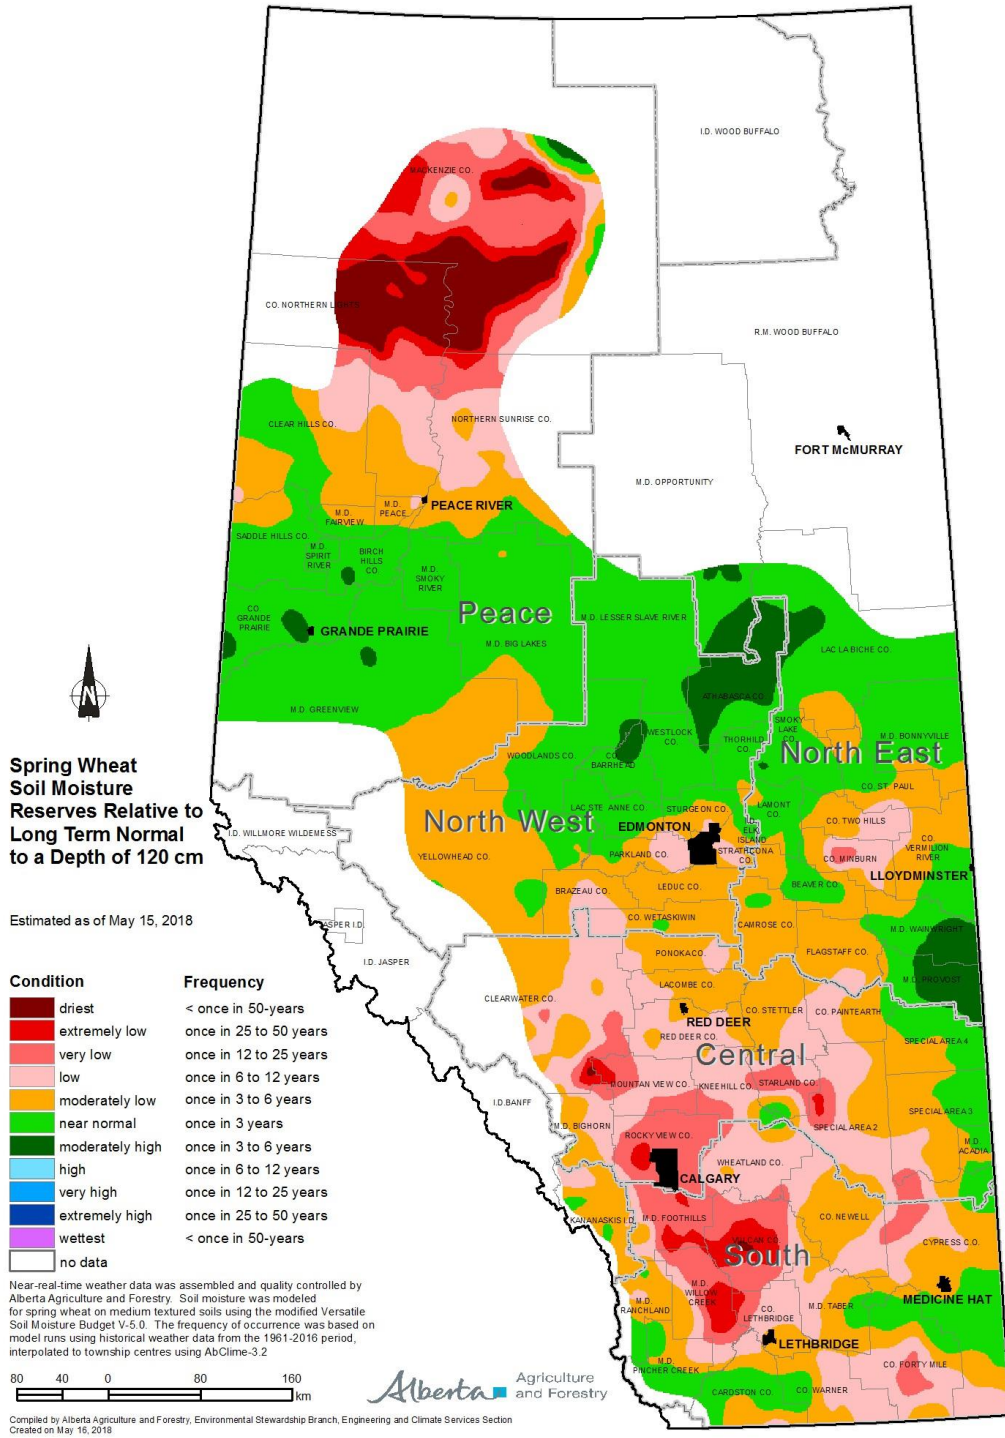 I.D. WOOD BUFFALO
MACKENZIE CO.
CO. NORTHERN LIGHTS
R.M. WOOD BUFFALO
CLEAR HILLS CO.
NORTHERN SUNRISE CO.
FORT McMURRAY
M.D. OPPORTUNITY
PEACE RIVER
M.D.
PEACE
M.D.
FAIRVIEW
SADDLE HILLS CO.
M.D.
SPIRIT
RIVER
BIRCH
HILLS
CO.
M.D.
SMOKY
RIVER
CO.
GRANDE
PRAIRIE
GRANDE PRAIRIE
Peace
M.D. LESSER SLAVE RIVER
M.D. BIG LAKES
LAC LA BICHE CO.
ATHABASCA CO.
M.D. GREENVIEW
N
SMOKY
LAKE
CO.
M.D. BONNYVILLE
WESTLOCK
CO.
THORHILD
CO.
North East
WOODLANDS CO.
CO.
BARRHEAD
CO. ST. PAUL
Spring Wheat
Soil Moisture
Reserves Relative to
Long Term Normal
to a Depth of 120 cm
LAC STE ANNE CO.
STURGEON CO.
LAMONT
CO.
CO. TWO HILLS
North West
EDMONTON
I.D.
ELK
ISLAND
I.D. WILLMORE WILDERNESS
YELLOWHEAD CO.
PARKLAND CO.
STRATHCONA
CO.
CO. MINBURN
CO.
VERMILION
RIVER
LLOYDMINSTER
BRAZEAU CO.
LEDUC CO.
BEAVER CO.
Estimated as of May 15, 2018
JASPER I.D.
CO. WETASKIWIN
CAMROSE CO.
M.D. WAINWRIGHT
I.D. JASPER
PONOKA CO.
FLAGSTAFF CO.
M.D. PROVOST
CLEARWATER CO.
LACOMBE CO.
CO. STETTLER
CO. PAINTEARTH
RED DEER
RED DEER CO.
Central
SPECIAL AREA 4
MOUNTAIN VIEW CO.
KNEEHILL CO.
STARLAND CO.
I.D. BANFF
M.D. BIGHORN
SPECIAL AREA 2
SPECIAL AREA 3
ROCKY VIEW CO.
M.D.
ACADIA
WHEATLAND CO.
CALGARY
KANANASKIS I.D.
M.D. FOOTHILLS
CO. NEWELL
VULCAN CO.
South
CYPRESS C.O.
M.D.
WILLOW
CREEK
M.D.
RANCHLAND
CO.
LETHBRIDGE
M.D. TABER
MEDICINE HAT
LETHBRIDGE
M.D.
PINCHER CREEK
CO. FORTY MILE
CARDSTON CO.
CO. WARNER
Condition Frequency
driest < once in 50-years
extremely low once in 25 to 50 years
very low once in 12 to 25 years
low once in 6 to 12 years
moderately low once in 3 to 6 years
near normal once in 3 years
moderately high once in 3 to 6 years
high once in 6 to 12 years
very high once in 12 to 25 years
extremely high once in 25 to 50 years
wettest < once in 50-years
no data
Near-real-time weather data was assembled and quality controlled by
Alberta Agriculture and Forestry. Soil moisture was modeled
for spring wheat on medium textured soils using the modified Versatile
Soil Moisture Budget V-5.0. The frequency of occurrence was based on
model runs using historical weather data from the 1961-2016 period,
interpolated to township centres using AbClime-3.2
80 40 0 80 160
km
Alberta Agriculture
and Forestry
Compiled by Alberta Agriculture and Forestry, Environmental Stewardship Branch, Engineering and Climate Services Section
Created on May 16, 2018